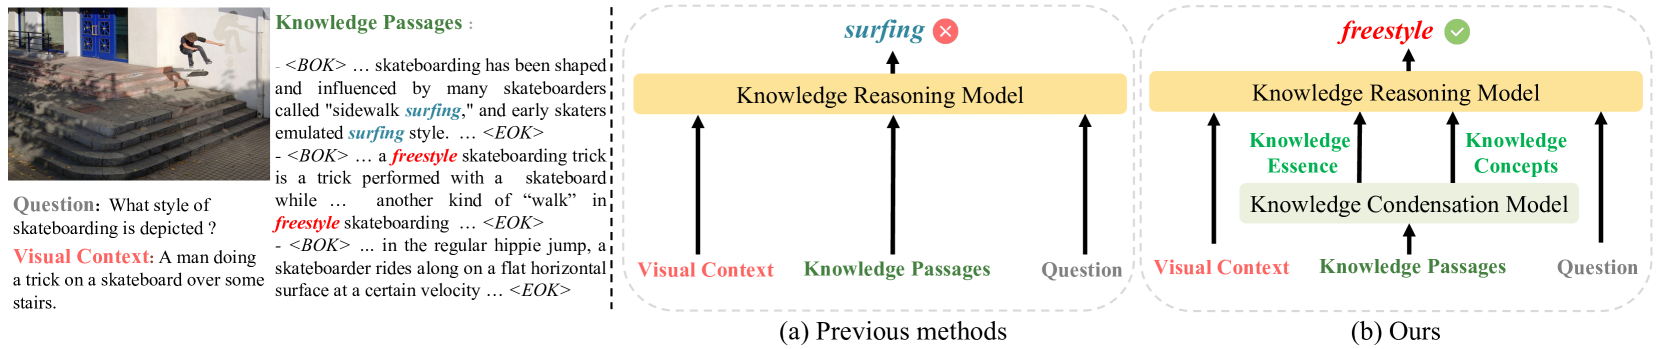 Knowledge Passages :
- <BOK> … skateboarding has been shaped
and influenced by many skateboarders
called "sidewalk surfing," and early skaters
emulated surfing style. … <EOK>
- <BOK> … a freestyle skateboarding trick
is a trick performed with a skateboard
while … another kind of “walk” in
freestyle skateboarding … <EOK>
- <BOK> ... in the regular hippie jump, a
skateboarder rides along on a flat horizontal
surface at a certain velocity … <EOK>
Question: What style of
skateboarding is depicted ?
Visual Context: A man doing
a trick on a skateboard over some
stairs.
surfing
Knowledge Reasoning Model
Visual Context
Knowledge Passages
Question
(a) Previous methods
freestyle
Knowledge Reasoning Model
Knowledge
Essence
Knowledge
Concepts
Knowledge Condensation Model
Visual Context
Knowledge Passages
Question
(b) Ours